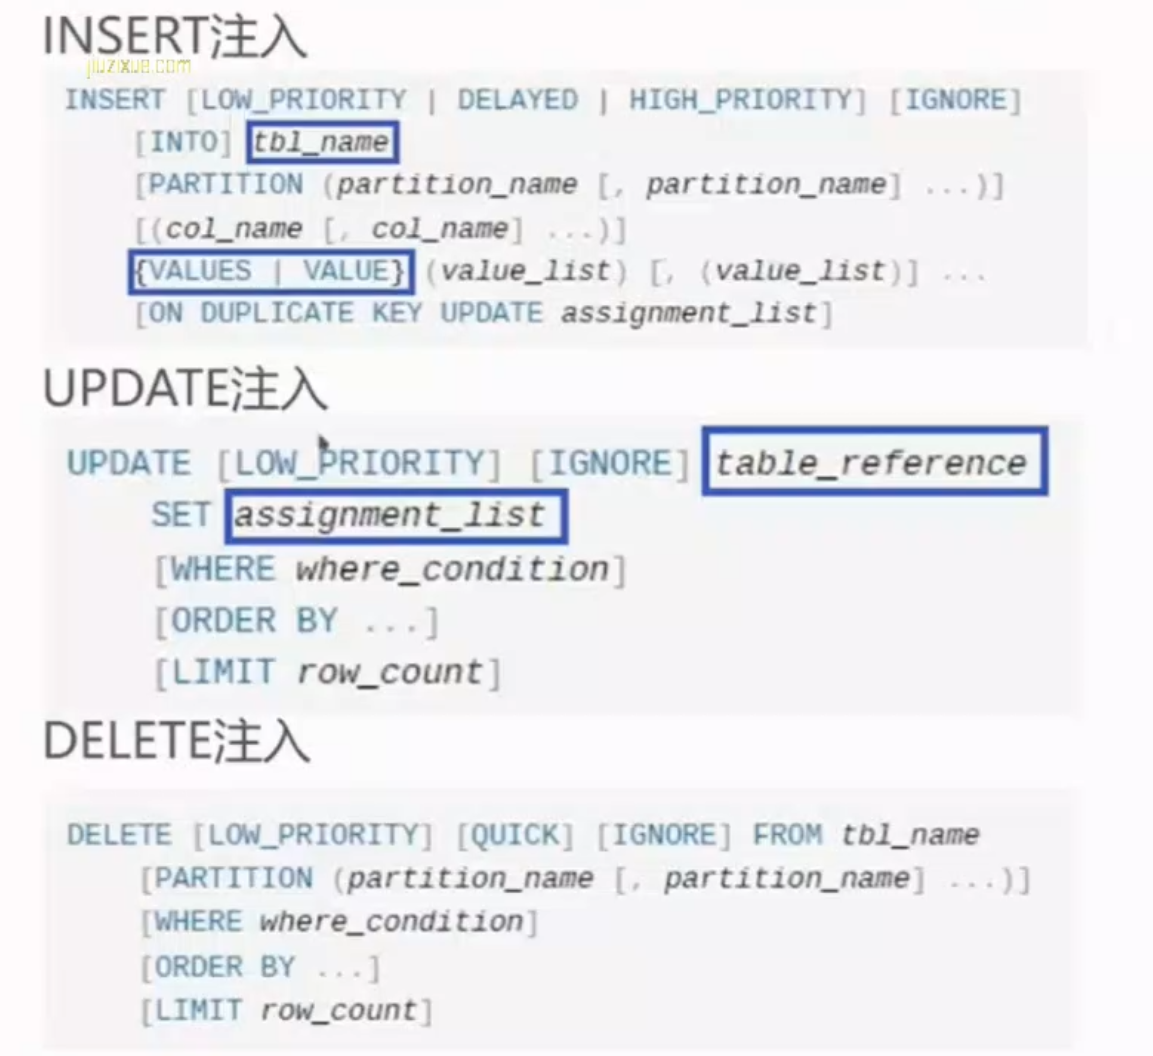 INSERT注入
jiuzixue.com
INSERT [LOW_PRIORITY | DELAYED | HIGH_PRIORITY] [IGNORE]
[INTO] tbl_name
[PARTITION (partition_name [, partition_name] ...)]
[(col_name [, col_name] ...)]
{VALUES | VALUE} (value_list) [, (value_list)] ...
[ON DUPLICATE KEY UPDATE assignment_list]
UPDATE注入
UPDATE [LOW_PRIORITY] [IGNORE] table_reference
SET assignment_list
[WHERE where_condition]
[ORDER BY ...]
[LIMIT row_count]
DELETE注入
DELETE [LOW_PRIORITY] [QUICK] [IGNORE] FROM tbl_name
[PARTITION (partition_name [, partition_name] ...)]
[WHERE where_condition]
[ORDER BY ...]
[LIMIT row_count]